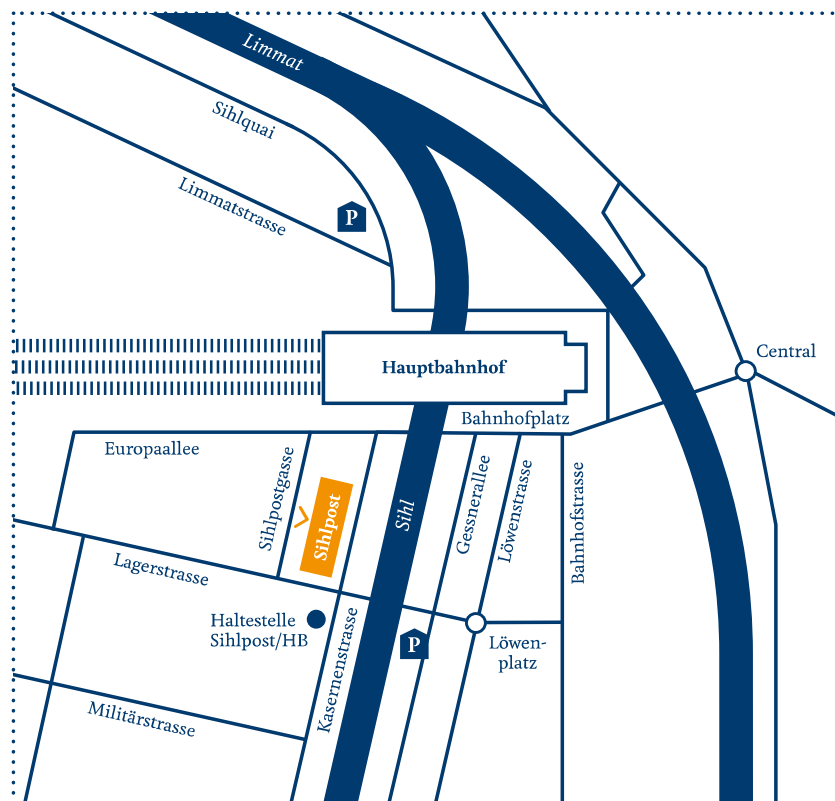 Limmat
Sihlquai
Limmatstrasse
P
Central
Hauptbahnhof
Bahnhofplatz
Europaallee
Sihlpostgasse
Sihlpost
Sihl
Gessnerallee
Löwenstrasse
Bahnhofstrasse
Lagerstrasse
Haltestelle
Sihlpost/HB
Kasernenstrasse
P
Löwen-
platz
Militärstrasse